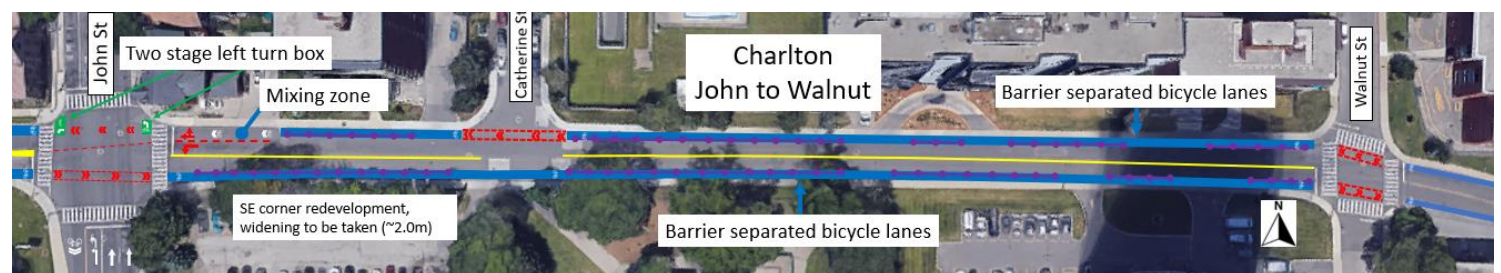 John St
Two stage left turn box
Mixing zone
Catherine St
Charlton
John to Walnut
Barrier separated bicycle lanes
Walnut St
SE corner redevelopment,
widening to be taken (~2.0m)
Barrier separated bicycle lanes
N